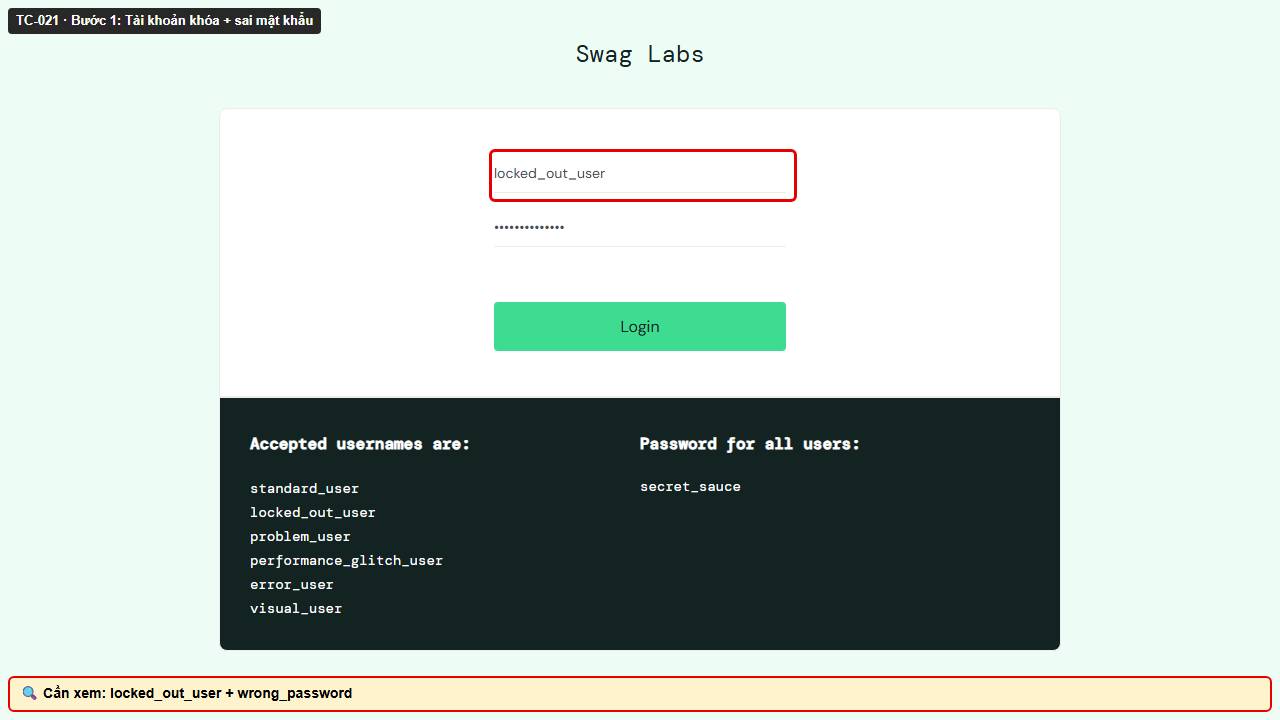 TC-021 · Bước 1: Tài khoản khóa + sai mật khẩu
Swag Labs
locked_out_user
••••••••••••••
Login
Accepted usernames are:
standard_user
locked_out_user
problem_user
performance_glitch_user
error_user
visual_user
Password for all users:
secret_sauce
🔍 Cần xem: locked_out_user + wrong_password